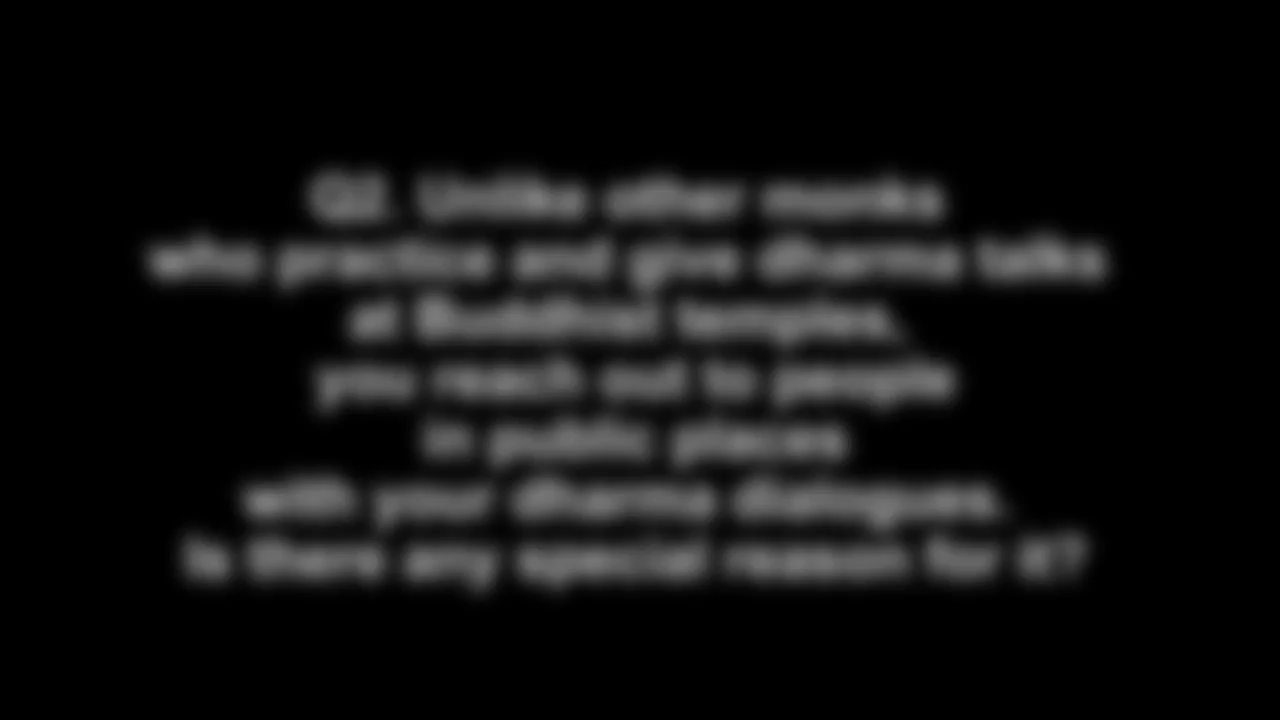 Q2. Unlike other monks
who practice and give dharma talks
at Buddhist temples,
you reach out to people
in public places
with your dharma dialogues.
Is there any special reason for it?